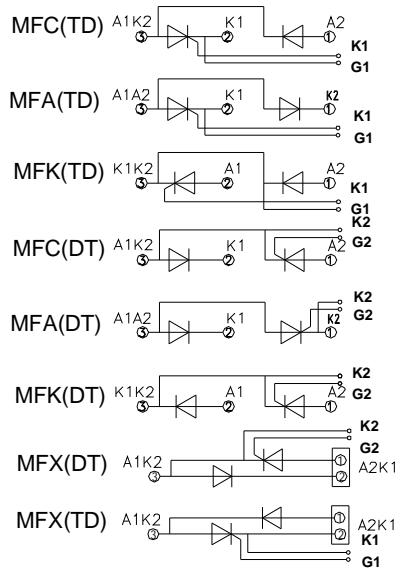 MFC(TD) A1K2 K1 A2
3 2 1
K1
G1
MFA(TD) A1A2 K1 K2
3 2 1
K1
G1
MFK(TD) K1K2 A1 A2
3 2 1
K1
G1
K2
MFC(DT) A1K2 K1 A2
G2
3 2 1
K2
MFA(DT) A1A2 K1 K2
G2
3 2 1
K2
MFK(DT) K1K2 A1 A2
G2
3 2 1
K2
G2
MFX(DT) A1K2 1 A2K1
3 2
MFX(TD) A1K2 1 A2K1
3 2
K1
G1